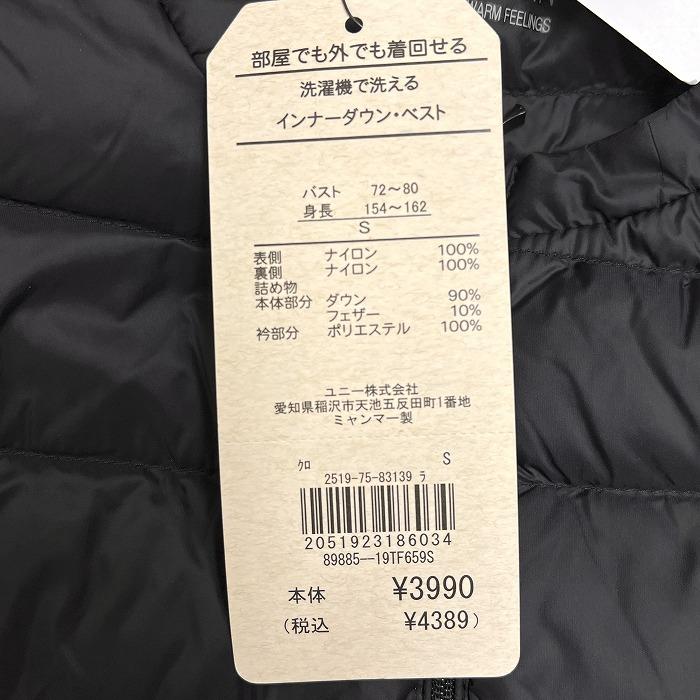 WARM FEELINGS
部屋でも外でも着回せる
洗濯機で洗える
インナーダウン・ベスト
バスト 72～80
身長 154～162
S
表側 ナイロン 100%
裏側 ナイロン 100%
詰め物
本体部分 ダウン 90%
フェザー 10%
衿部分 ポリエステル 100%
ユニー株式会社
愛知県稲沢市天池五反田町1番地
ミャンマー製
ｸﾛ S
2519-75-83139 ラ
2051923186034
89885--19TF659S
本体 ¥3990
(税込 ¥4389)